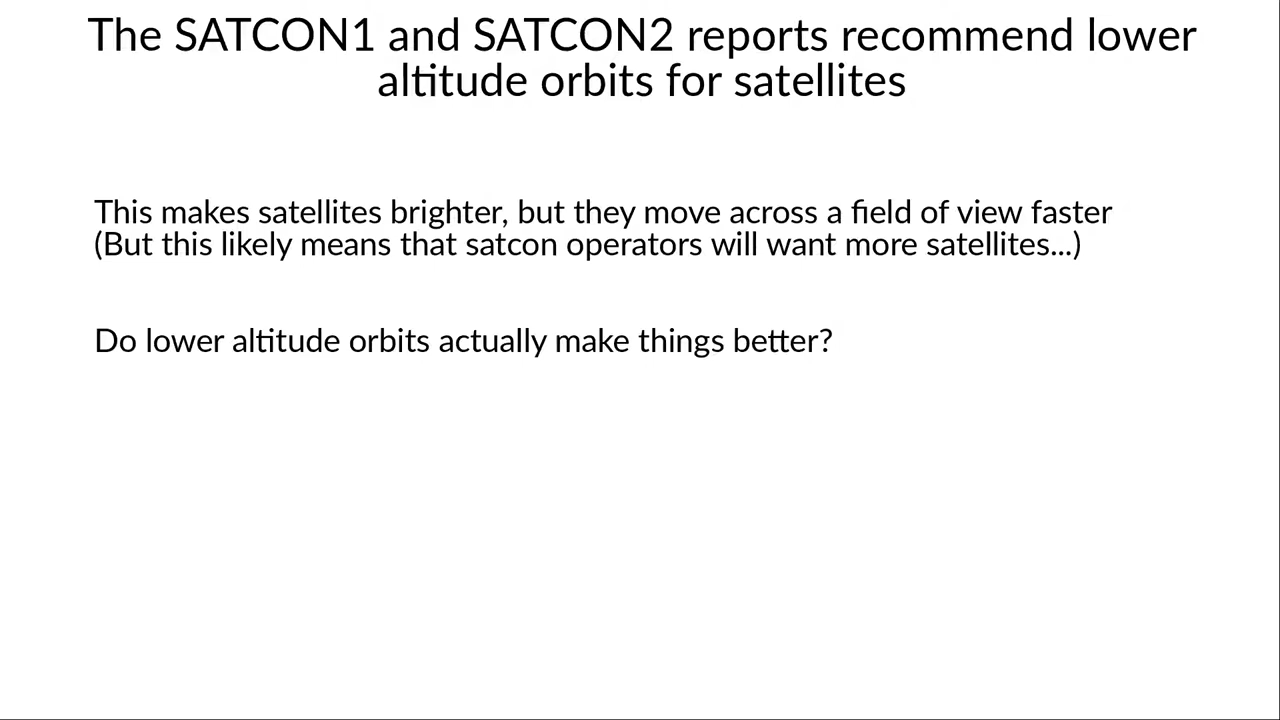 The SATCON1 and SATCON2 reports recommend lower
altitude orbits for satellites
This makes satellites brighter, but they move across a field of view faster
(But this likely means that satcon operators will want more satellites...)
Do lower altitude orbits actually make things better?